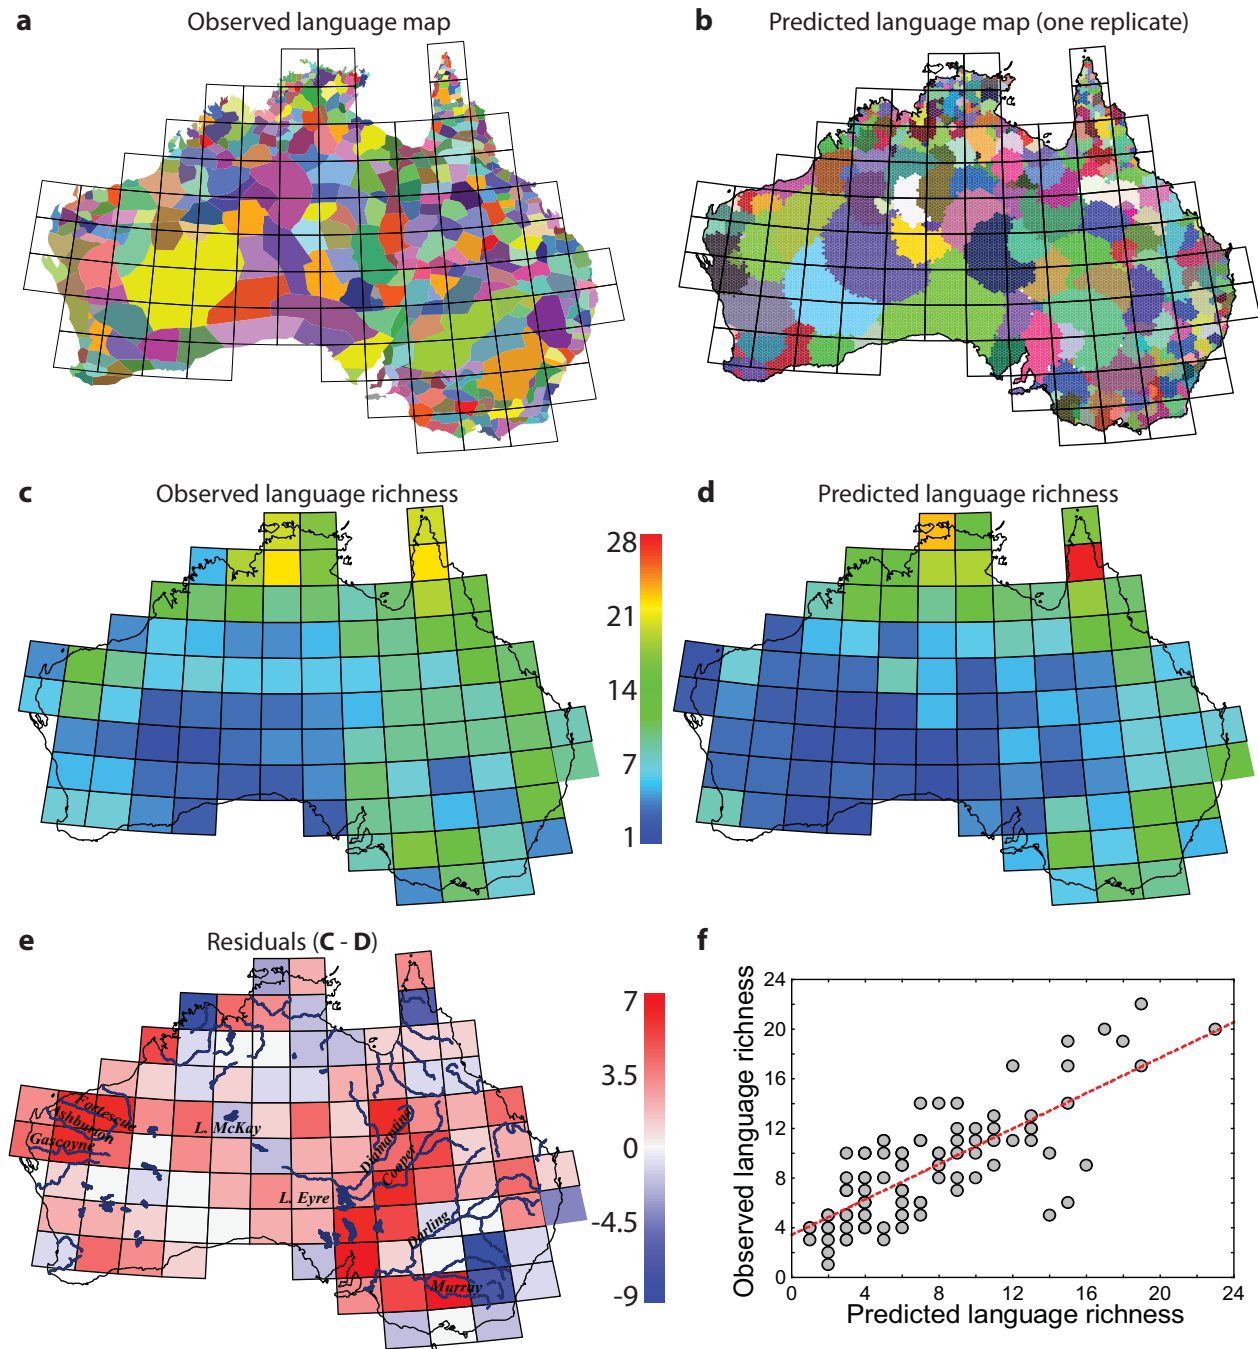 a Observed language map
b Predicted language map (one replicate)
c Observed language richness
d Predicted language richness
28
21
14
7
1
e Residuals (C - D)
7
3.5
0
-4.5
-9
Fortescue
Ashburton
Gascoyne
L. McKay
Diamantina
Cooper
L. Eyre
Darling
Murray
f
Observed language richness
24
20
16
12
8
4
0
0 4 8 12 16 20 24
Predicted language richness